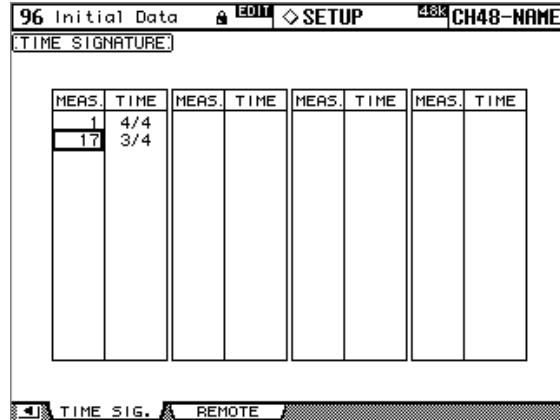 96 Initial Data EDIT ◇SETUP 48K CH48-NAME
TIME SIGNATURE
MEAS. TIME MEAS. TIME MEAS. TIME MEAS. TIME
1 4/4
17 3/4
TIME SIG. REMOTE